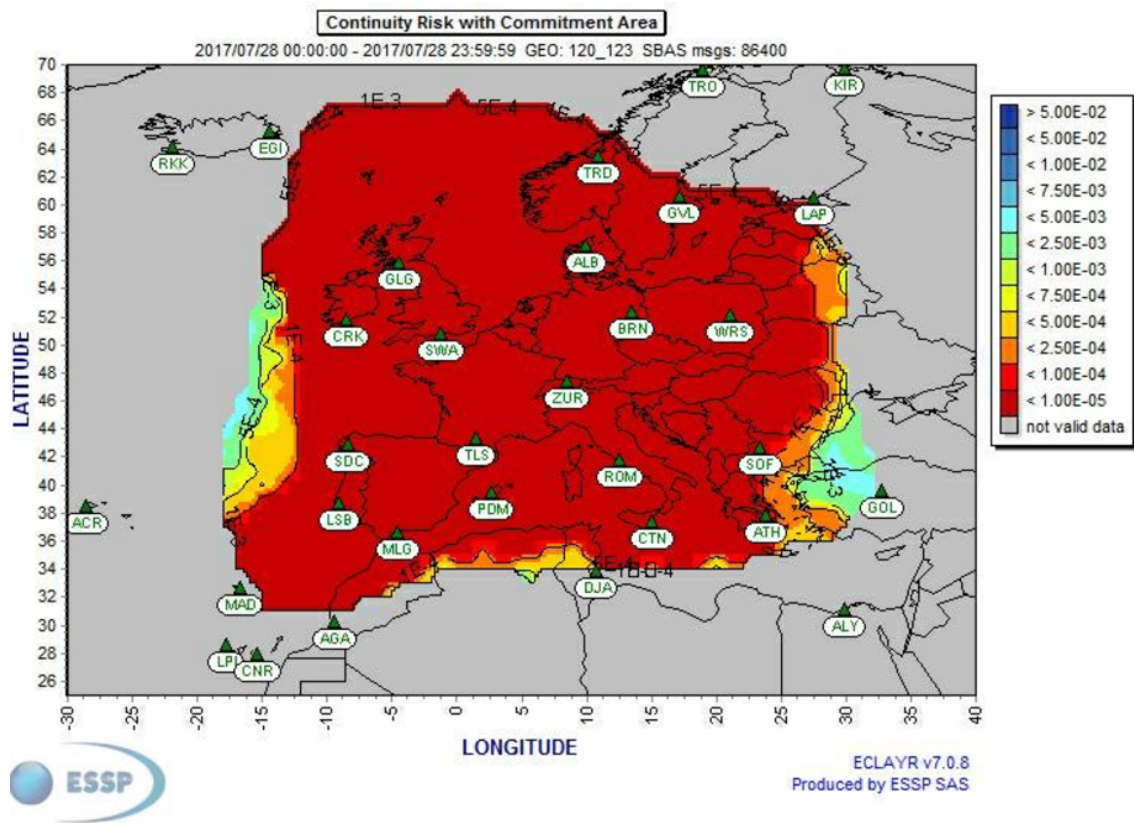 Continuity Risk with Commitment Area
2017/07/28 00:00:00 - 2017/07/28 23:59:59 GEO: 120_123 SBAS msgs: 86400
LATITUDE
70
68
66
64
62
60
58
56
54
52
50
48
46
44
42
40
38
36
34
32
30
28
26
TRO
KIR
EGI
RKK
TRD
GVL
LAP
ALB
GLG
BRN
WRS
CRK
SWA
ZUR
SDC
TLS
ROM
SOF
GOL
PDM
ACR
LSB
ATH
CTN
MLG
DJA
MAD
AGA
ALY
LPI
CNR
1E-3
5E-4
5E-4
5E-4
1E-4
-30
-25
-20
-15
-10
-5
0
5
10
15
20
25
30
35
40
LONGITUDE
> 5.00E-02
< 5.00E-02
< 1.00E-02
< 7.50E-03
< 5.00E-03
< 2.50E-03
< 1.00E-03
< 7.50E-04
< 5.00E-04
< 2.50E-04
< 1.00E-04
< 1.00E-05
not valid data
ESSP
ECLAYR v7.0.8
Produced by ESSP SAS